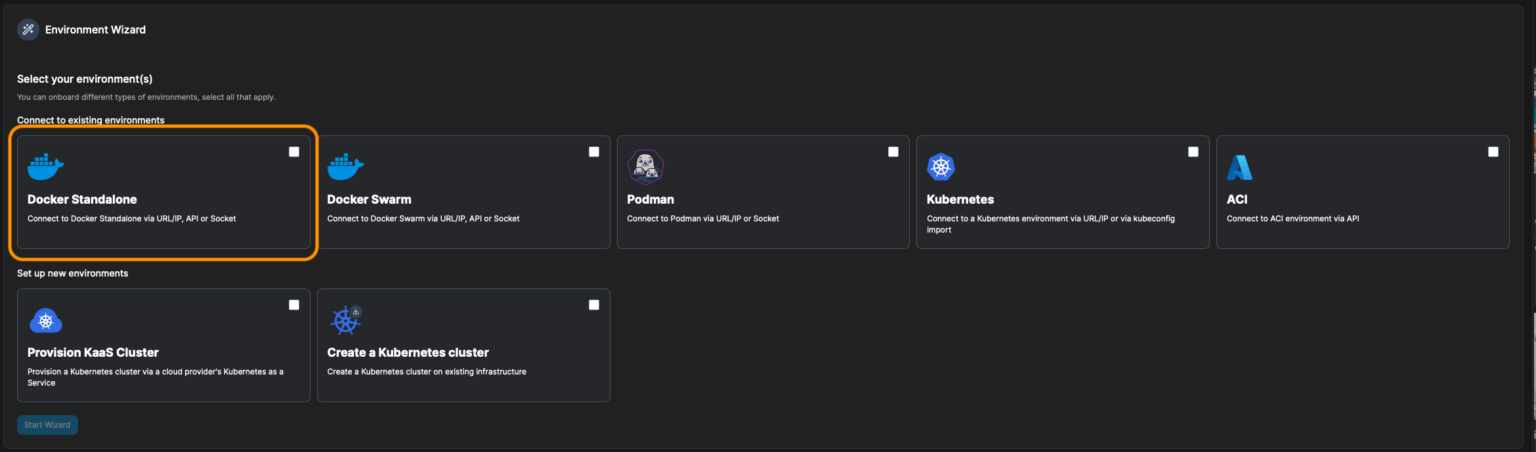 Environment Wizard
Select your environment(s)
You can onboard different types of environments, select all that apply.
Connect to existing environments
Docker Standalone
Connect to Docker Standalone via URL/IP, API or Socket
Docker Swarm
Connect to Docker Swarm via URL/IP, API or Socket
Podman
Connect to Podman via URL/IP or Socket
Kubernetes
Connect to a Kubernetes environment via URL/IP or via kubeconfig
import
ACI
Connect to ACI environment via API
Set up new environments
Provision KaaS Cluster
Provision a Kubernetes cluster via a cloud provider's Kubernetes as a
Service
Create a Kubernetes cluster
Create a Kubernetes cluster on existing infrastructure
Start Wizard